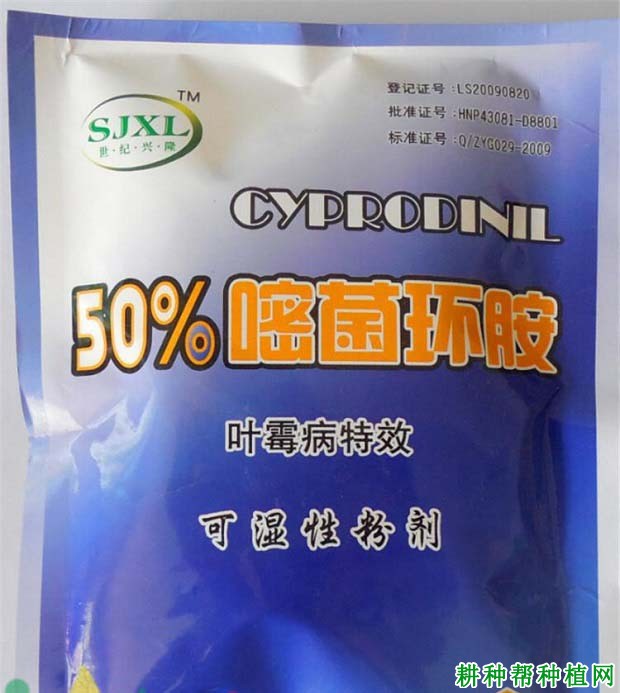 SJXL TM
世·纪·兴·隆
登记证号:LS20090820
批准证号:HNP43081-D8801
标准证号:Q/ZYG029-2009
CYPRODINIL
50%嘧菌环胺
叶霉病特效
可湿性粉剂
耕种帮种植网